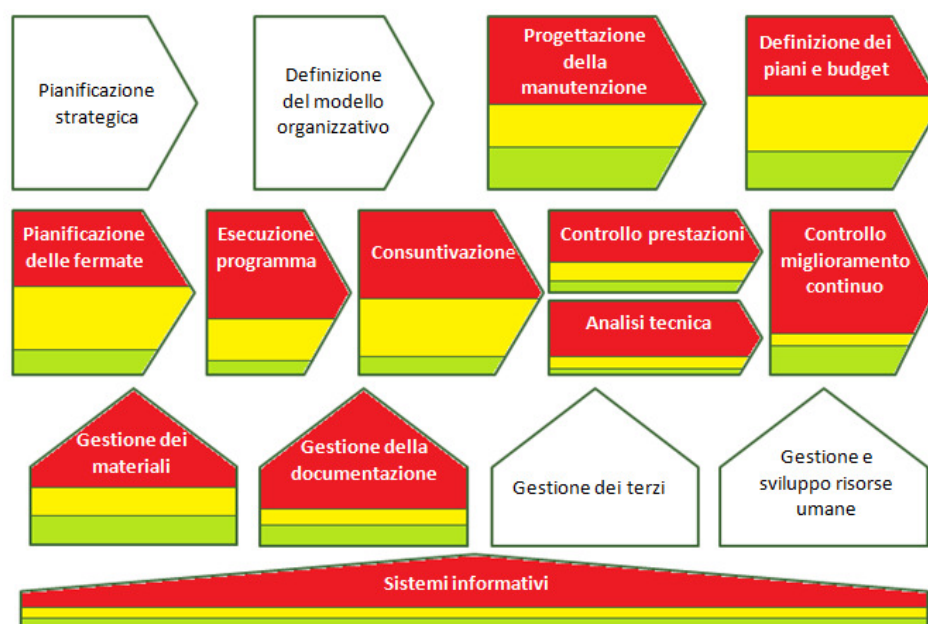 Pianificazione
strategica
Definizione
del modello
organizzativo
Progettazione
della
manutenzione
Definizione dei
piani e budget
Pianificazione
delle fermate
Esecuzione
programma
Consuntivazione
Controllo prestazioni
Analisi tecnica
Controllo
miglioramento
continuo
Gestione dei
materiali
Gestione della
documentazione
Gestione dei terzi
Gestione e
sviluppo risorse
umane
Sistemi informativi